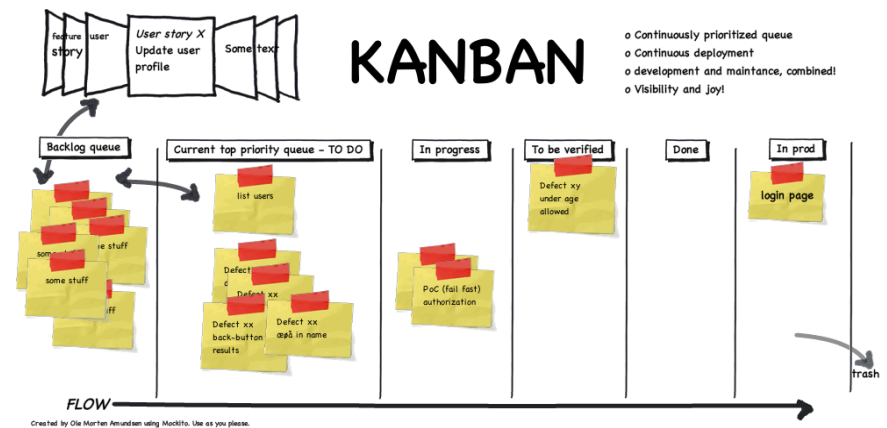 feature
story
user
User story X
Update user
profile
Some text
KANBAN
o Continuously prioritized queue
o Continuous deployment
o development and maintance, combined!
o Visibility and joy!
Backlog queue
Current top priority queue - TO DO
In progress
To be verified
Done
In prod
list users
Defect xy
under age
allowed
login page
some stuff
Defect
Defect xx
Defect xx
back-button
results
Defect xx
œøå in name
PoC (fail fast)
authorization
trash
FLOW
Created by Ole Morten Amundsen using Mockito. Use as you please.